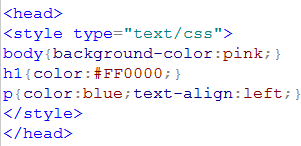 <head>
<style type="text/css">
body{background-color:pink;}
h1{color:#FF0000;}
p{color:blue;text-align:left;}
</style>
</head>